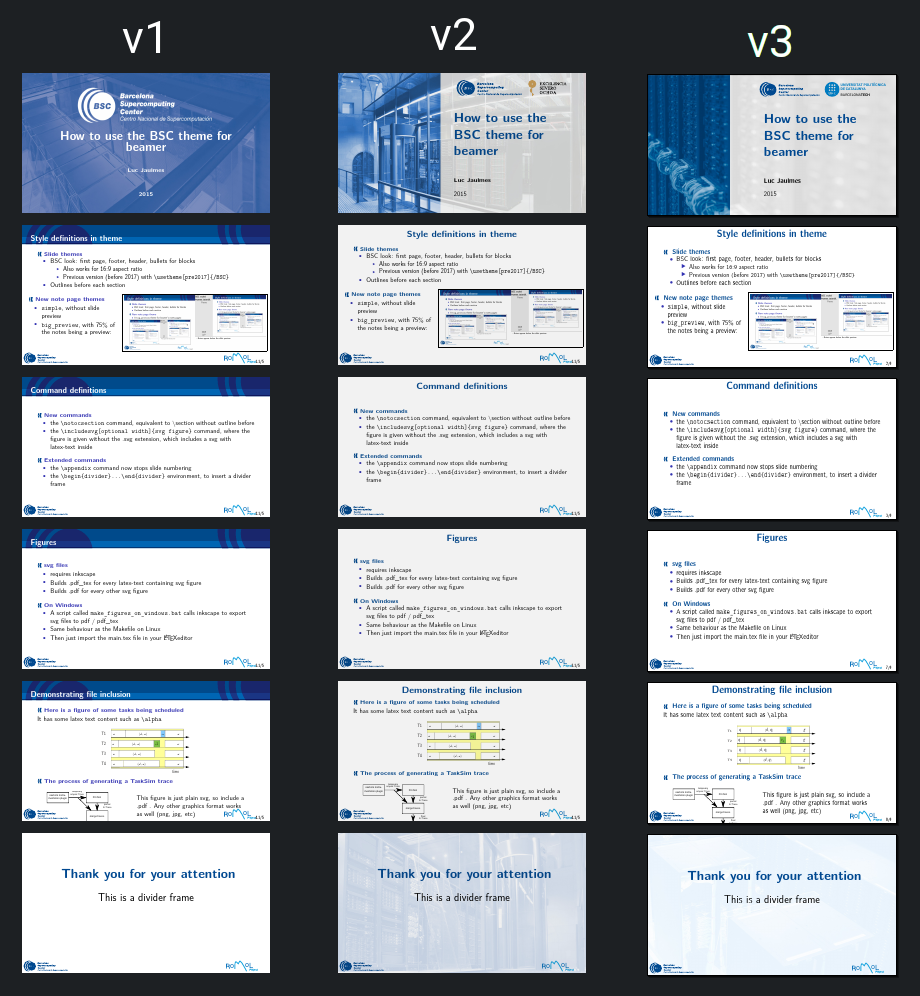 v1
v2
v3
BSC
Barcelona
Supercomputing
Center
Centro Nacional de Supercomputación
How to use the BSC theme for
beamer
Luc Jaulmes
2015
Barcelona
Supercomputing
Center
Centro Nacional de Supercomputación
EXCELENCIA
SEVERO
OCHOA
How to use the
BSC theme for
beamer
Luc Jaulmes
2015
Barcelona
Supercomputing
Center
Centro Nacional de Supercomputación
UNIVERSITAT POLITÈCNICA
DE CATALUNYA
BARCELONATECH
How to use the
BSC theme for
beamer
Luc Jaulmes
2015
Style definitions in theme
Slide themes
BSC look: first page, footer, header, bullets for blocks
Also works for 16:9 aspect ratio
Previous version (before 2017) with \usetheme[pre2017]{/BSC}
Outlines before each section
New note page themes
simple, without slide
preview
big_preview, with 75% of
the notes being a preview:
Style definitions in theme
Slide themes
BSC look: first page, footer, header, bullets for blocks
Also works for 16:9 aspect ratio
Previous version (before 2017) with \usetheme[pre2017]{/BSC}
Outlines before each section
New note page themes
simple, without slide
preview
big_preview, with 75% of
the notes being a preview:
Style definitions in theme
Slide themes
BSC look: first page, footer, header, bullets for blocks
Also works for 16:9 aspect ratio
Previous version (before 2017) with \usetheme[pre2017]{/BSC}
Outlines before each section
New note page themes
simple, without slide
preview
big_preview, with 75% of
the notes being a preview:
Command definitions
New commands
the \notocsection command, equivalent to \section without outline before
the \includesvg[optional width]{svg figure} command, where the
figure is given without the .svg extension, which includes a svg with
latex-text inside
Extended commands
the \appendix command now stops slide numbering
the \begin{divider}...\end{divider} environment, to insert a divider
frame
Command definitions
New commands
the \notocsection command, equivalent to \section without outline before
the \includesvg[optional width]{svg figure} command, where the
figure is given without the .svg extension, which includes a svg with
latex-text inside
Extended commands
the \appendix command now stops slide numbering
the \begin{divider}...\end{divider} environment, to insert a divider
frame
Command definitions
New commands
the \notocsection command, equivalent to \section without outline before
the \includesvg[optional width]{svg figure} command, where the
figure is given without the .svg extension, which includes a svg with
latex-text inside
Extended commands
the \appendix command now stops slide numbering
the \begin{divider}...\end{divider} environment, to insert a divider
frame
Figures
svg files
requires inkscape
Builds .pdf_tex for every latex-text containing svg figure
Builds .pdf for every other svg figure
On Windows
A script called make_figures_on_windows.bat calls inkscape to export
svg files to pdf / pdf_tex
Same behaviour as the Makefile on Linux
Then just import the main.tex file in your LATEXeditor
Figures
svg files
requires inkscape
Builds .pdf_tex for every latex-text containing svg figure
Builds .pdf for every other svg figure
On Windows
A script called make_figures_on_windows.bat calls inkscape to export
svg files to pdf / pdf_tex
Same behaviour as the Makefile on Linux
Then just import the main.tex file in your LATEXeditor
Figures
svg files
requires inkscape
Builds .pdf_tex for every latex-text containing svg figure
Builds .pdf for every other svg figure
On Windows
A script called make_figures_on_windows.bat calls inkscape to export
svg files to pdf / pdf_tex
Same behaviour as the Makefile on Linux
Then just import the main.tex file in your LATEXeditor
Demonstrating file inclusion
Here is a figure of some tasks being scheduled
It has some latex text content such as \alpha
T1
T2
T3
T4
The process of generating a TaskSim trace
This figure is just plain svg, so include a
.pdf . Any other graphics format works
as well (png, jpg, etc)
Demonstrating file inclusion
Here is a figure of some tasks being scheduled
It has some latex text content such as \alpha
T1
T2
T3
T4
The process of generating a TaskSim trace
This figure is just plain svg, so include a
.pdf . Any other graphics format works
as well (png, jpg, etc)
Demonstrating file inclusion
Here is a figure of some tasks being scheduled
It has some latex text content such as \alpha
The process of generating a TaskSim trace
This figure is just plain svg, so include a
.pdf . Any other graphics format works
as well (png, jpg, etc)
Thank you for your attention
This is a divider frame
RoMoL
Thank you for your attention
This is a divider frame
RoMoL
Thank you for your attention
This is a divider frame
RoMoL